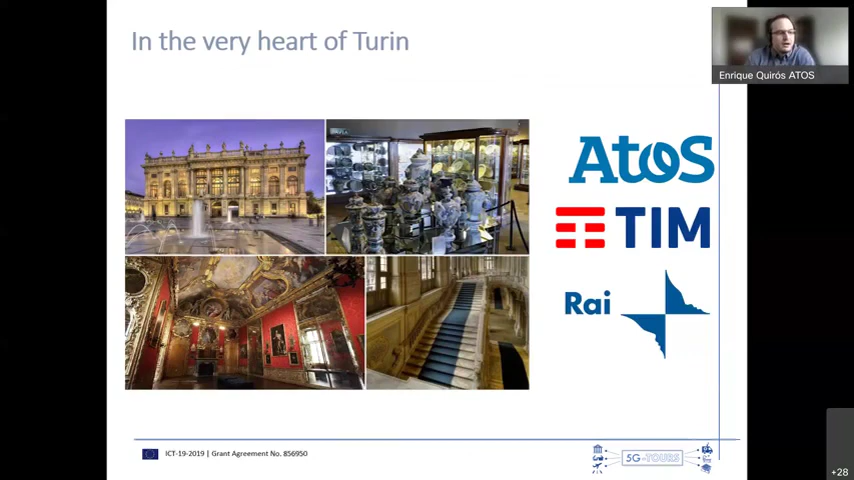 In the very heart of Turin
Enrique Quirós ATOS
Atos
TIM
Rai
ICT-19-2019 | Grant Agreement No. 856950
5G-TOURS
+28